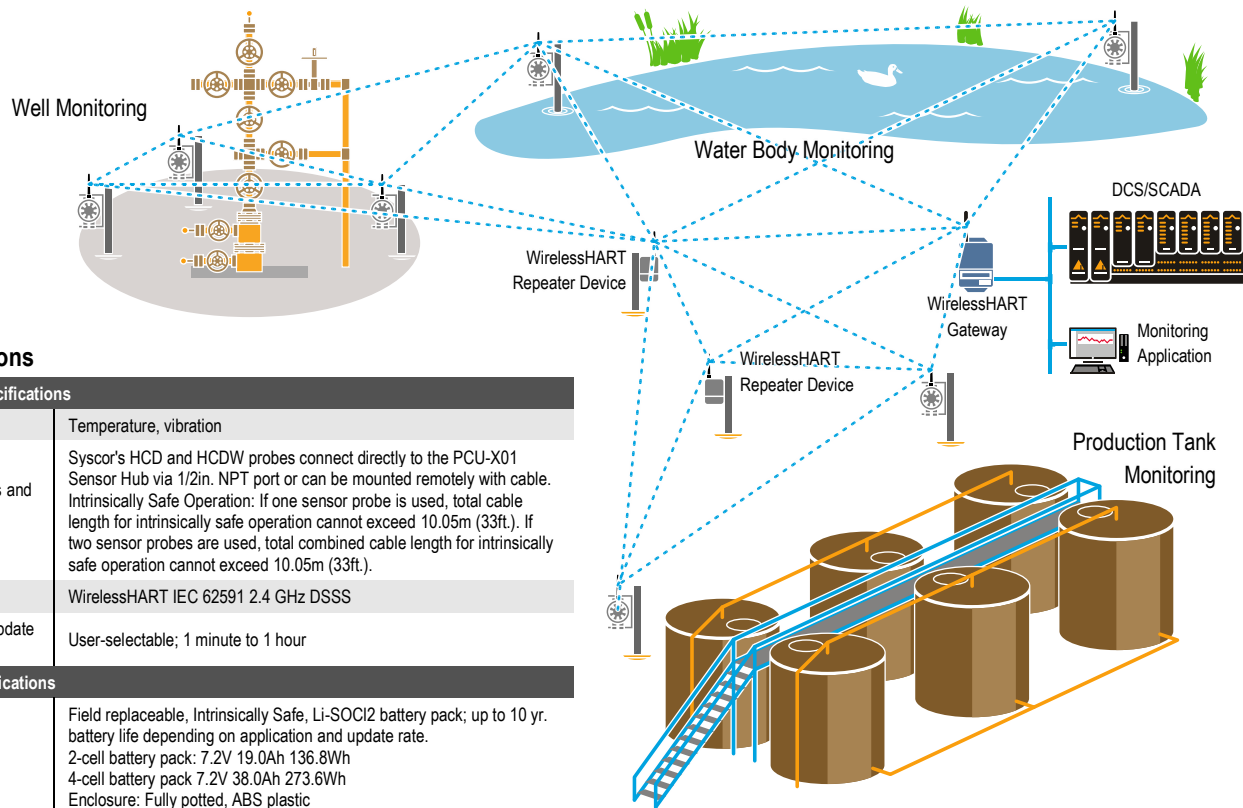 Well Monitoring
Water Body Monitoring
DCS/SCADA
WirelessHART
Repeater Device
WirelessHART
Gateway
Monitoring
Application
WirelessHART
Repeater Device
Production Tank
Monitoring
ons
cifications
Temperature, vibration
s and
Syscor's HCD and HCDW probes connect directly to the PCU-X01
Sensor Hub via 1/2in. NPT port or can be mounted remotely with cable.
Intrinsically Safe Operation: If one sensor probe is used, total cable
length for intrinsically safe operation cannot exceed 10.05m (33ft.). If
two sensor probes are used, total combined cable length for intrinsically
safe operation cannot exceed 10.05m (33ft.).
WirelessHART IEC 62591 2.4 GHz DSSS
pdate
User-selectable; 1 minute to 1 hour
ications
Field replaceable, Intrinsically Safe, Li-SOCl2 battery pack; up to 10 yr.
battery life depending on application and update rate.
2-cell battery pack: 7.2V 19.0Ah 136.8Wh
4-cell battery pack 7.2V 38.0Ah 273.6Wh
Enclosure: Fully potted, ABS plastic